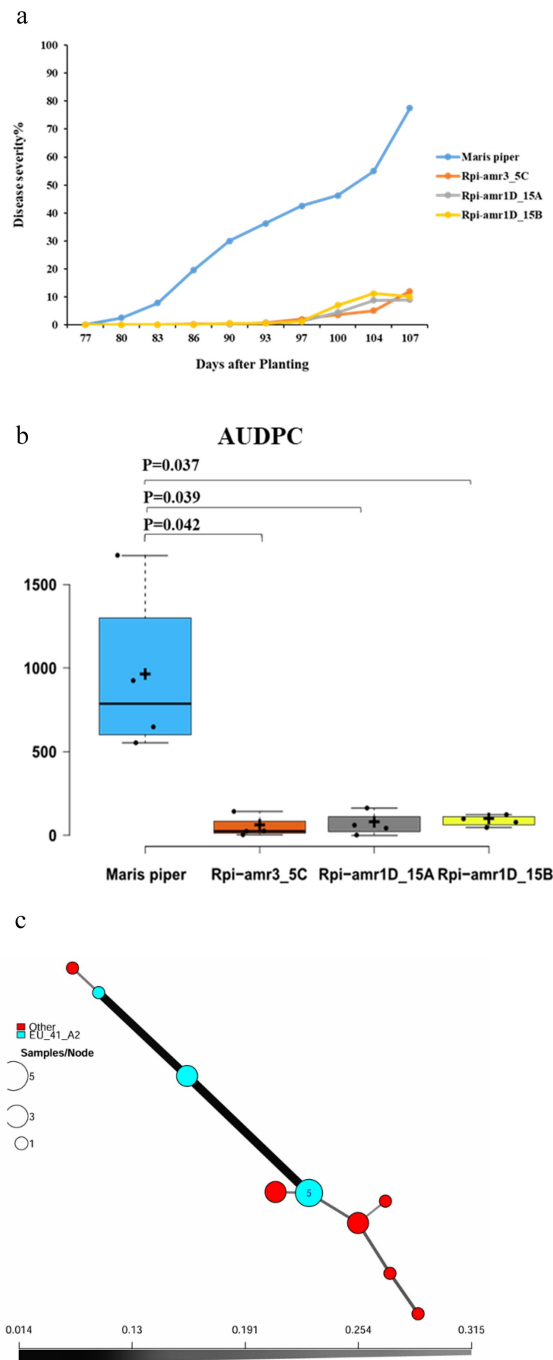 a
100
90
80
70
60
50
40
30
20
10
0
Disease severity%
77 80 83 86 90 93 97 100 104 107
Days after Planting
Maris piper
Rpi-amr3_5C
Rpi-amr1D_15A
Rpi-amr1D_15B
b
AUDPC
P=0.037
P=0.039
P=0.042
1500
1000
500
0
Maris piper Rpi-amr3_5C Rpi-amr1D_15A Rpi-amr1D_15B
c
Other
EU_41_A2
Samples/Node
5
3
1
5
0.014 0.13 0.191 0.254 0.315